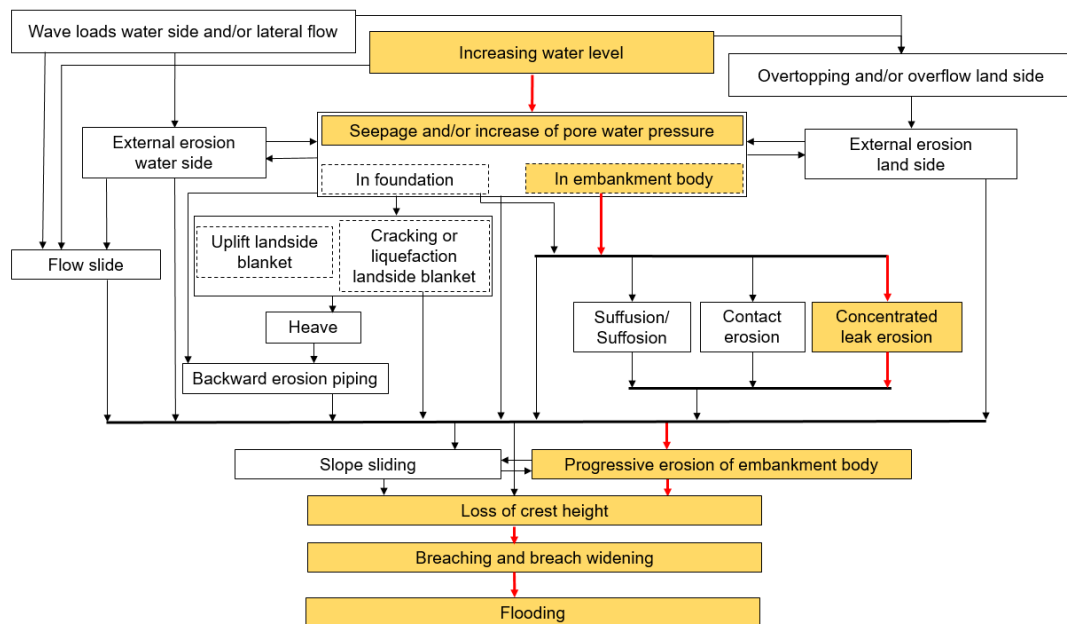 Wave loads water side and/or lateral flow
Increasing water level
Overtopping and/or overflow land side
Seepage and/or increase of pore water pressure
External erosion
water side
External erosion
land side
In foundation
In embankment body
Uplift landside
blanket
Cracking or
liquefaction
landside blanket
Flow slide
Suffusion/
Suffosion
Contact
erosion
Concentrated
leak erosion
Heave
Backward erosion piping
Slope sliding
Progressive erosion of embankment body
Loss of crest height
Breaching and breach widening
Flooding